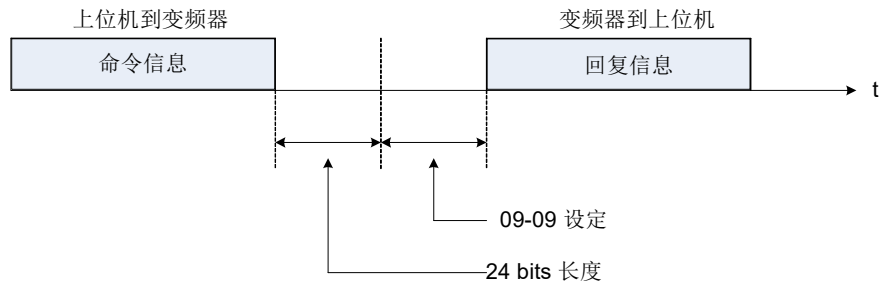 上位机到变频器
变频器到上位机
命令信息
回复信息
t
09-09 设定
24 bits 长度